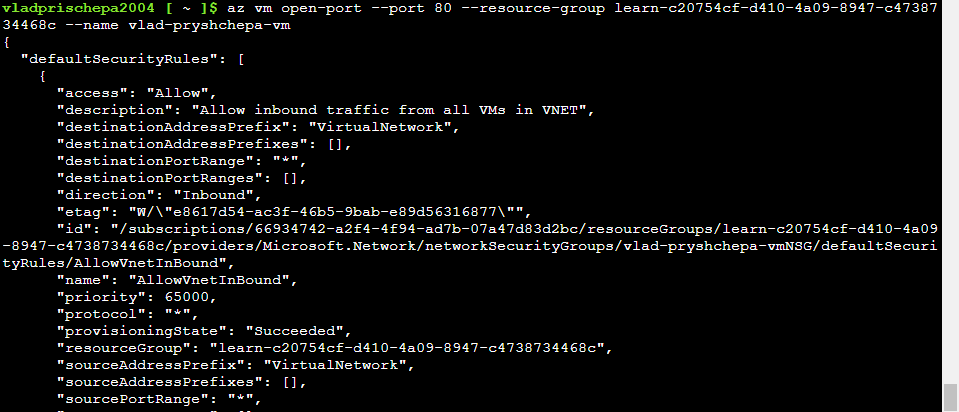 vladprischepa2004 [ ~ ]$ az vm open-port --port 80 --resource-group learn-c20754cf-d410-4a09-8947-c47387
34468c --name vlad-pryshchepa-vm
{
  "defaultSecurityRules": [
    {
      "access": "Allow",
      "description": "Allow inbound traffic from all VMs in VNET",
      "destinationAddressPrefix": "VirtualNetwork",
      "destinationAddressPrefixes": [],
      "destinationPortRange": "*",
      "destinationPortRanges": [],
      "direction": "Inbound",
      "etag": "W/\"e8617d54-ac3f-46b5-9bab-e89d56316877\"",
      "id": "/subscriptions/66934742-a2f4-4f94-ad7b-07a47d83d2bc/resourceGroups/learn-c20754cf-d410-4a09
-8947-c4738734468c/providers/Microsoft.Network/networkSecurityGroups/vlad-pryshchepa-vmNSG/defaultSecuri
tyRules/AllowVnetInBound",
      "name": "AllowVnetInBound",
      "priority": 65000,
      "protocol": "*",
      "provisioningState": "Succeeded",
      "resourceGroup": "learn-c20754cf-d410-4a09-8947-c4738734468c",
      "sourceAddressPrefix": "VirtualNetwork",
      "sourceAddressPrefixes": [],
      "sourcePortRange": "*",